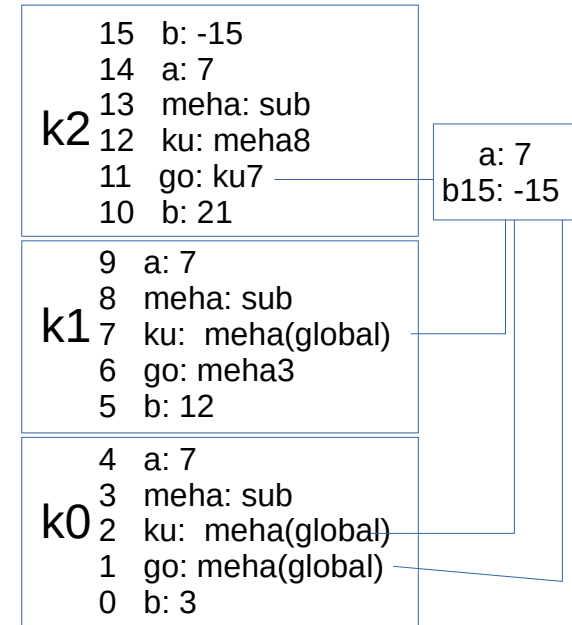 15 b: -15
14 a: 7
13 meha: sub
k2 12 ku: meha8
11 go: ku7
10 b: 21
a: 7
b15: -15
9 a: 7
8 meha: sub
k1 7 ku: meha(global)
6 go: meha3
5 b: 12
4 a: 7
3 meha: sub
k0 2 ku: meha(global)
1 go: meha(global)
0 b: 3